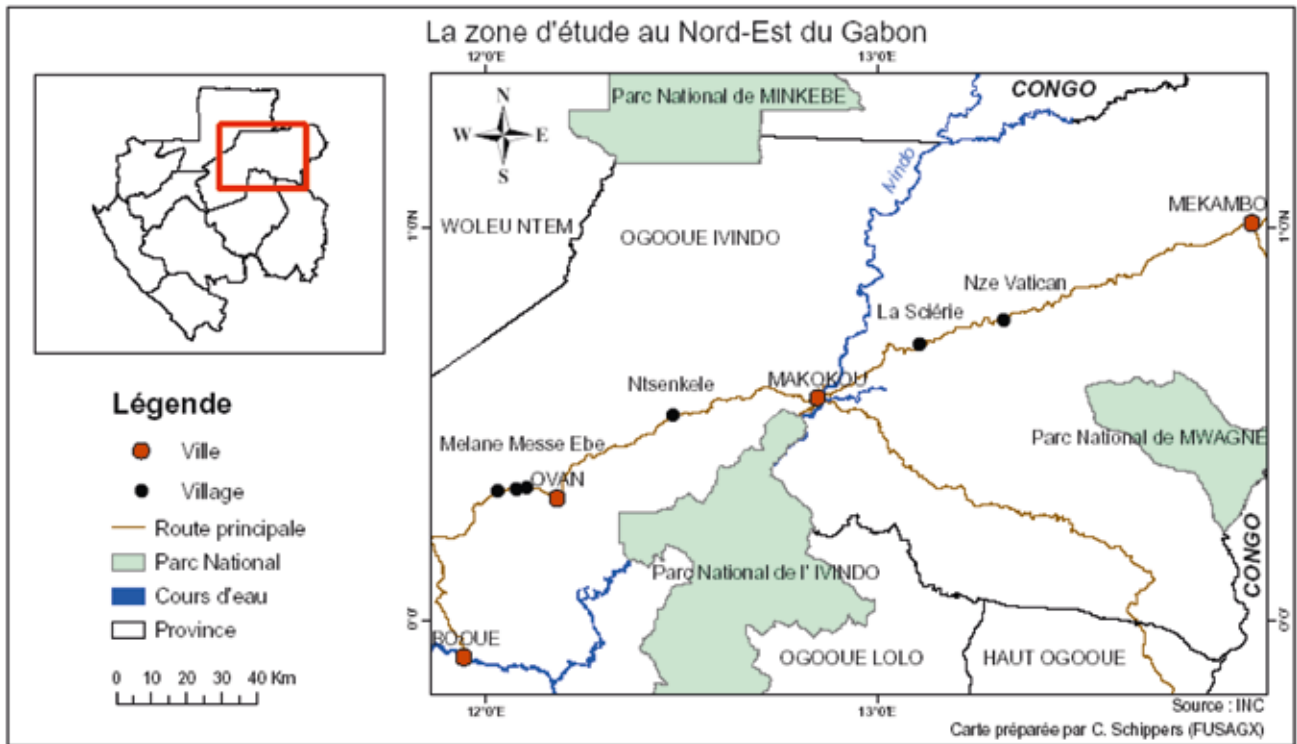 La zone d'étude au Nord-Est du Gabon
12°0'E
13°0'E
N
W
E
S
Parc National de MINKEBE
CONGO
Ivindo
MEKAMBO
1°0'N
1°0'N
WOLEU NTEM
OGOOUE IVINDO
Nze Vatican
La Sciérie
MAKOKOU
Ntsenkele
Parc National de MWAGNE
Melane Messe Ebe
OVAN
CONGO
Parc National de l' IVINDO
0°0'
0°0'
BOOUE
OGOOUE LOLO
HAUT OGOOUE
12°0'E
13°0'E
Légende
Ville
Village
Route principale
Parc National
Cours d'eau
Province
0 10 20 30 40 Km
Source : INC
Carte préparée par C. Schippers (FUSAGX)